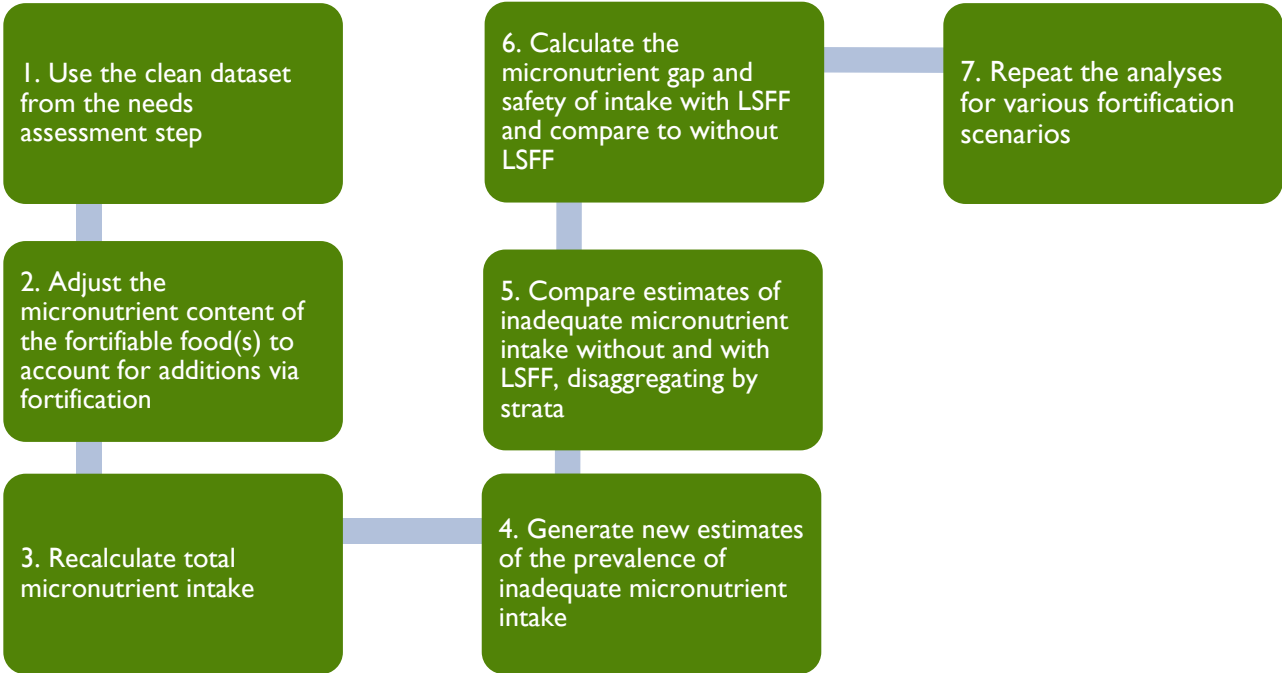 1. Use the clean dataset
from the needs
assessment step
2. Adjust the
micronutrient content of
the fortifiable food(s) to
account for additions via
fortification
3. Recalculate total
micronutrient intake
4. Generate new estimates
of the prevalence of
inadequate micronutrient
intake
5. Compare estimates of
inadequate micronutrient
intake without and with
LSFF, disaggregating by
strata
6. Calculate the
micronutrient gap and
safety of intake with LSFF
and compare to without
LSFF
7. Repeat the analyses
for various fortification
scenarios